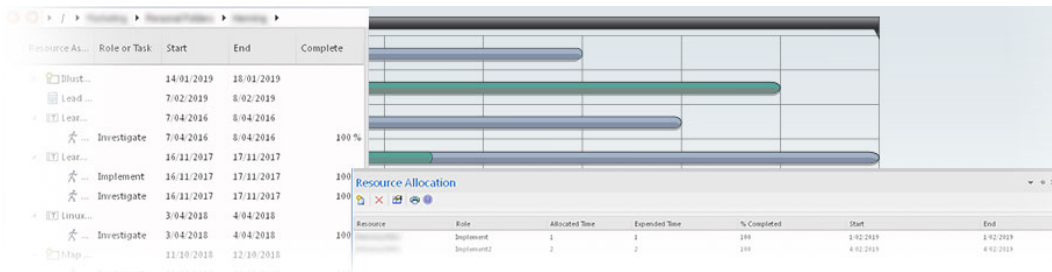 /
Resource As... Role or Task Start End Complete
Illust... 14/01/2019 18/01/2019
Lead ... 7/02/2019 8/02/2019
Lear... 7/04/2016 8/04/2016
... Investigate 7/04/2016 8/04/2016 100 %
Lear... 16/11/2017 17/11/2017
... Implement 16/11/2017 17/11/2017 100
... Investigate 16/11/2017 17/11/2017 100
Linux... 3/04/2018 4/04/2018
... Investigate 3/04/2018 4/04/2018 100
Map ... 11/10/2018 12/10/2018
Resource Allocation
Resource Role Allocated Time Expended Time % Completed Start End
Implement 1 1 100 1/02/2019 1/02/2019
Implement2 2 2 100 4/02/2019 4/02/2019